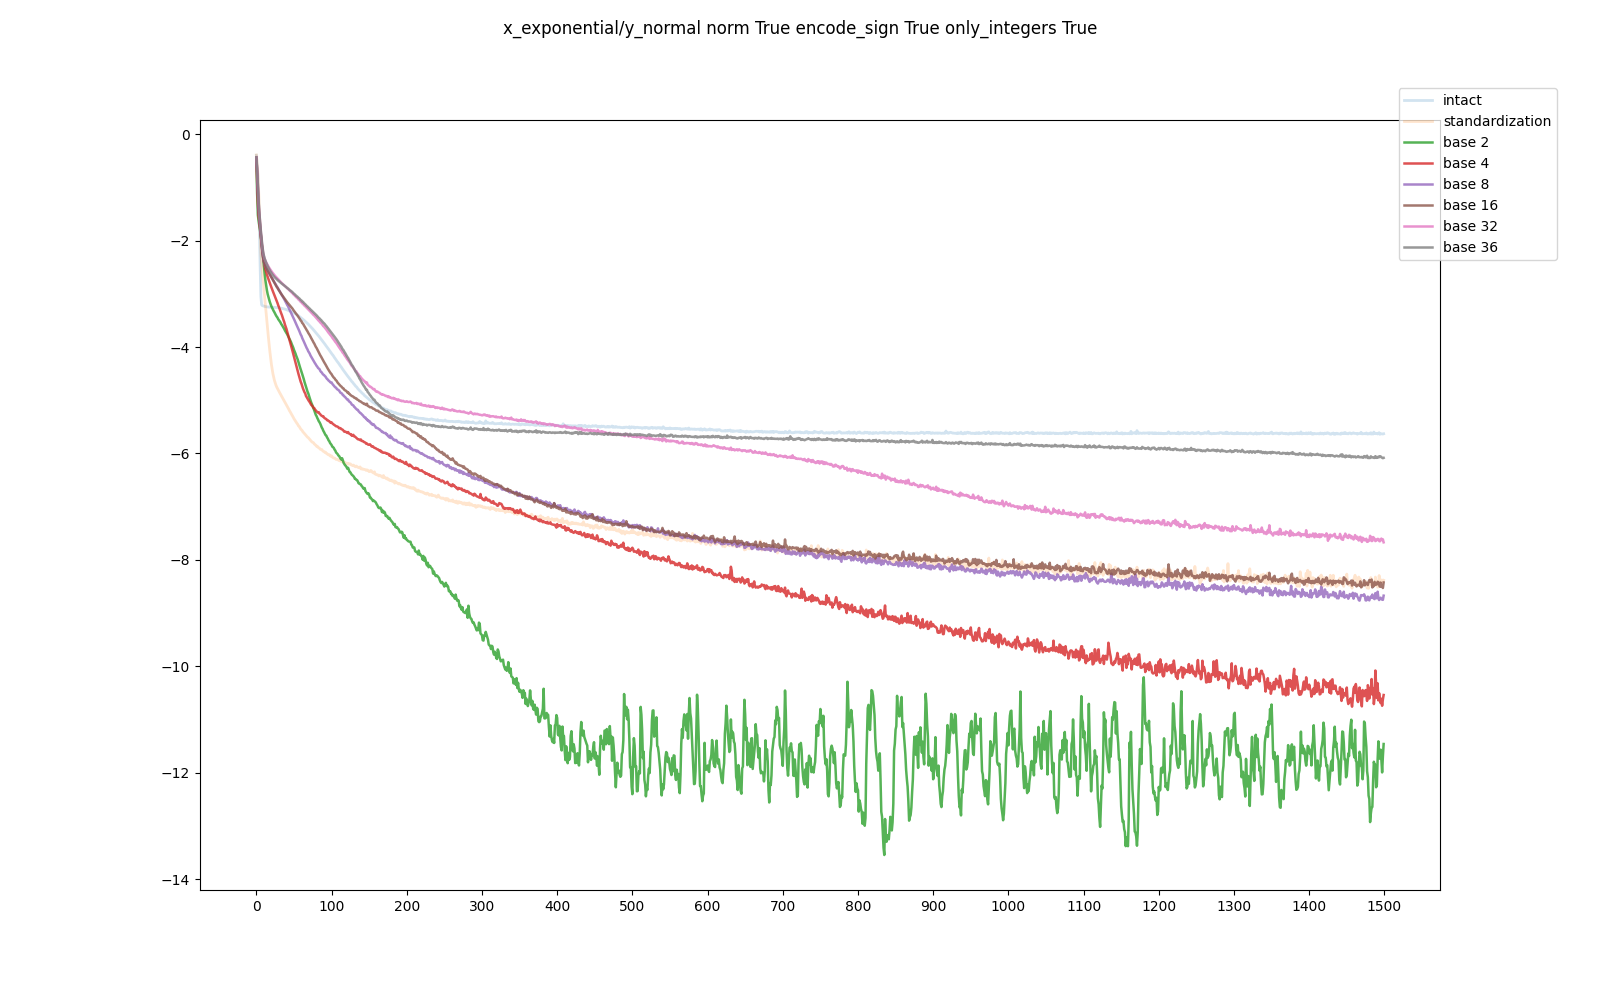 x_exponential/y_normal norm True encode_sign True only_integers True
intact
standardization
base 2
base 4
base 8
base 16
base 32
base 36
0
−2
−4
−6
−8
−10
−12
−14
0 100 200 300 400 500 600 700 800 900 1000 1100 1200 1300 1400 1500